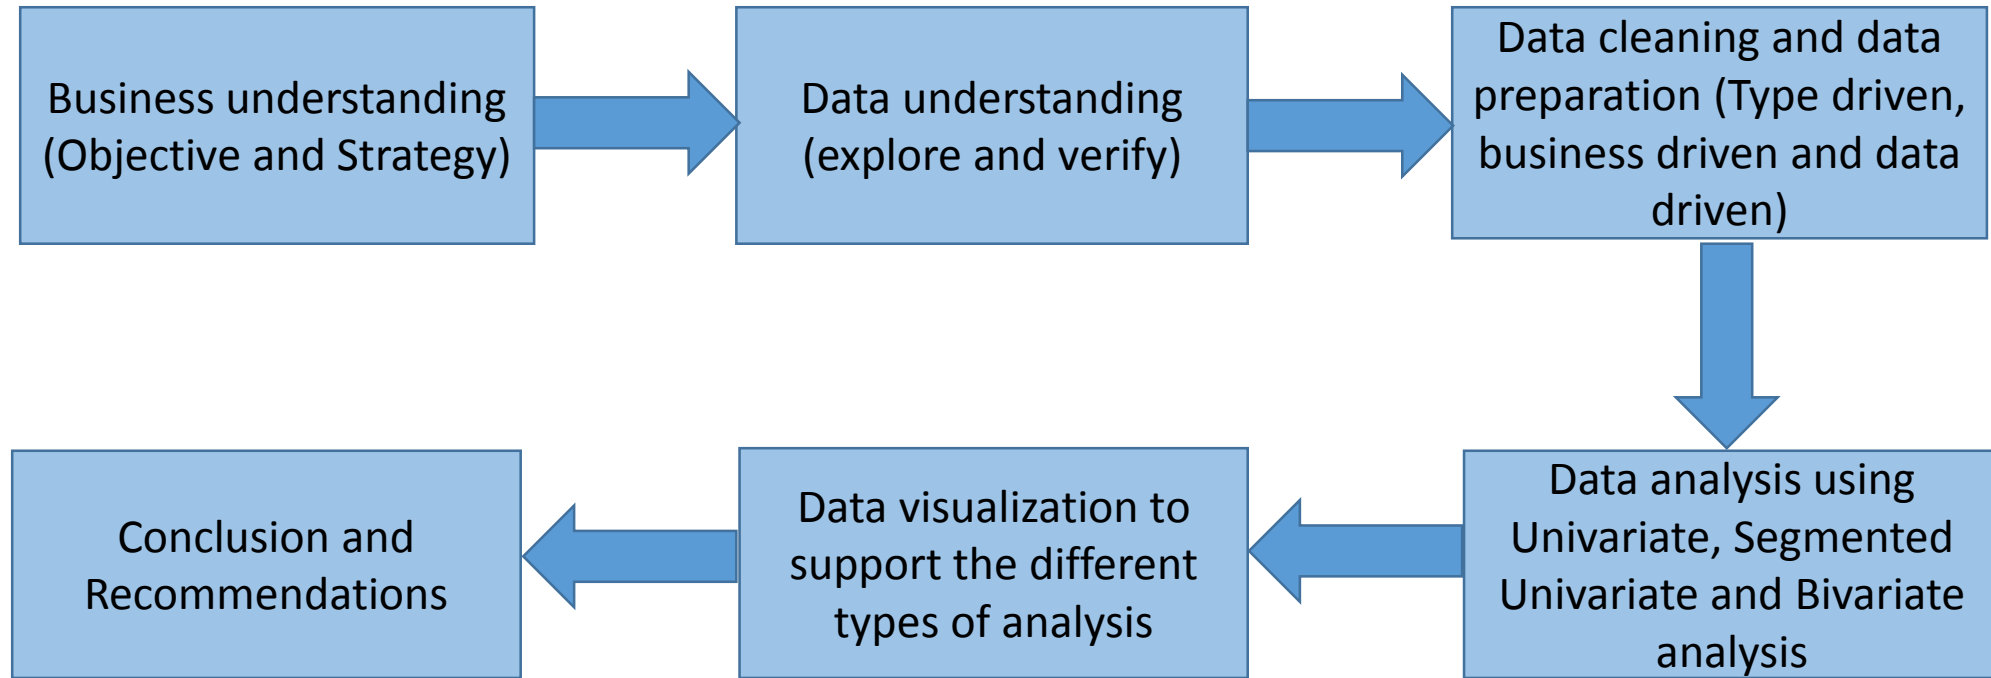 Business understanding
(Objective and Strategy)
Data understanding
(explore and verify)
Data cleaning and data
preparation (Type driven,
business driven and data
driven)
Data analysis using
Univariate, Segmented
Univariate and Bivariate
analysis
Data visualization to
support the different
types of analysis
Conclusion and
Recommendations